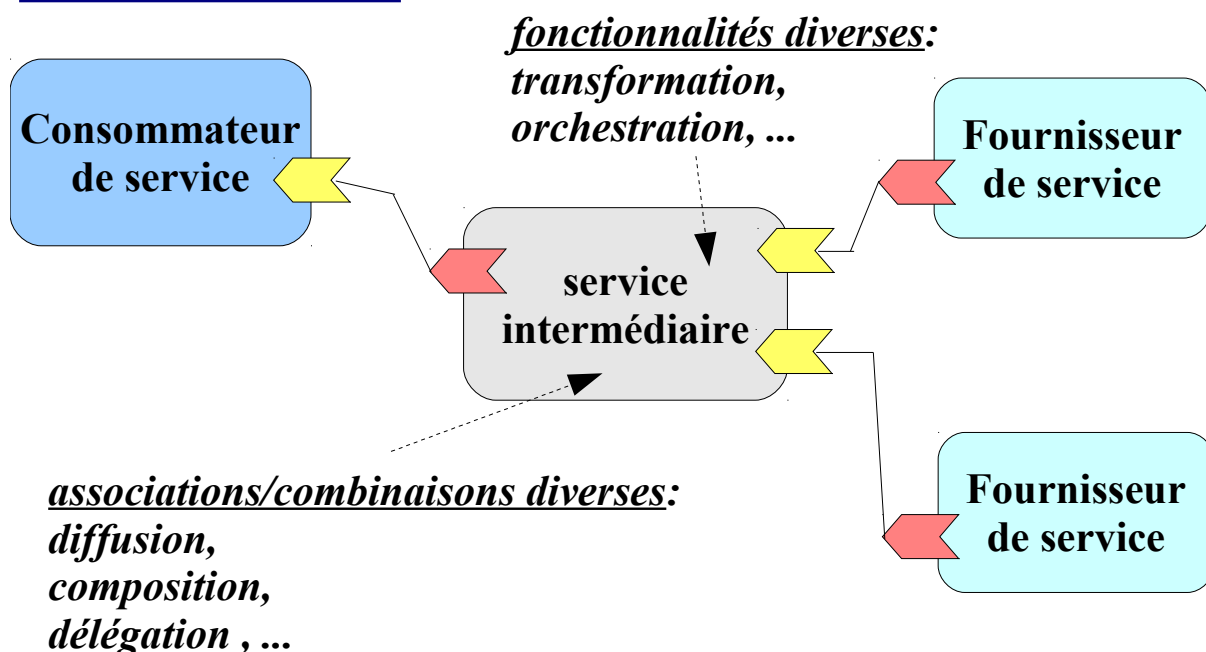 fonctionnalités diverses:
transformation,
orchestration, ...
Consommateur
de service
Fournisseur
de service
service
intermédiaire
Fournisseur
de service
associations/combinaisons diverses:
diffusion,
composition,
délégation , ...